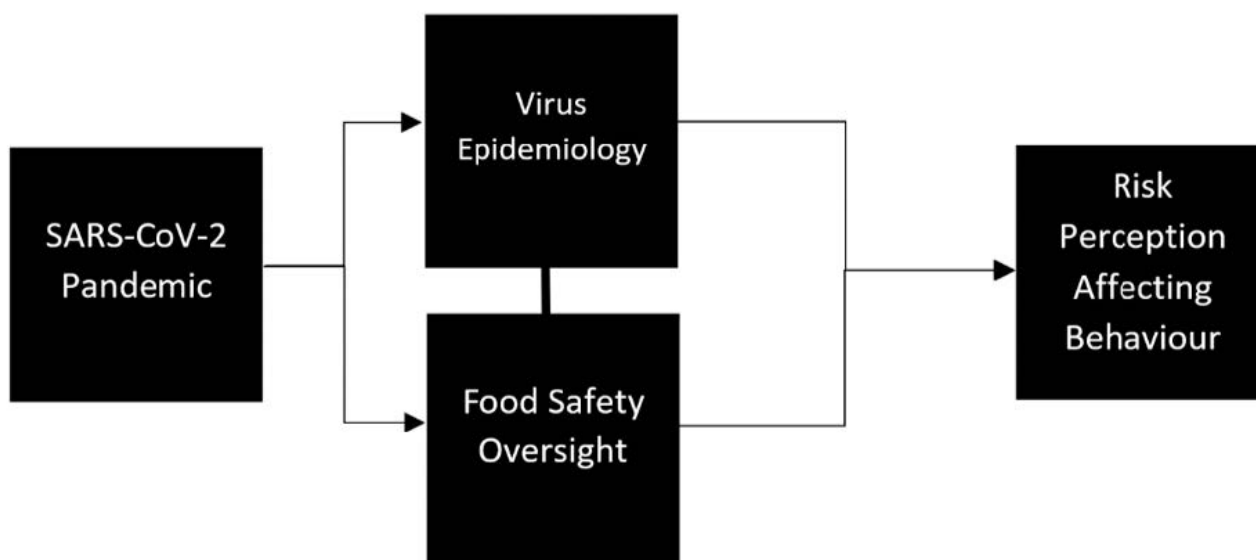 SARS-CoV-2
Pandemic
Virus
Epidemiology
Food Safety
Oversight
Risk
Perception
Affecting
Behaviour